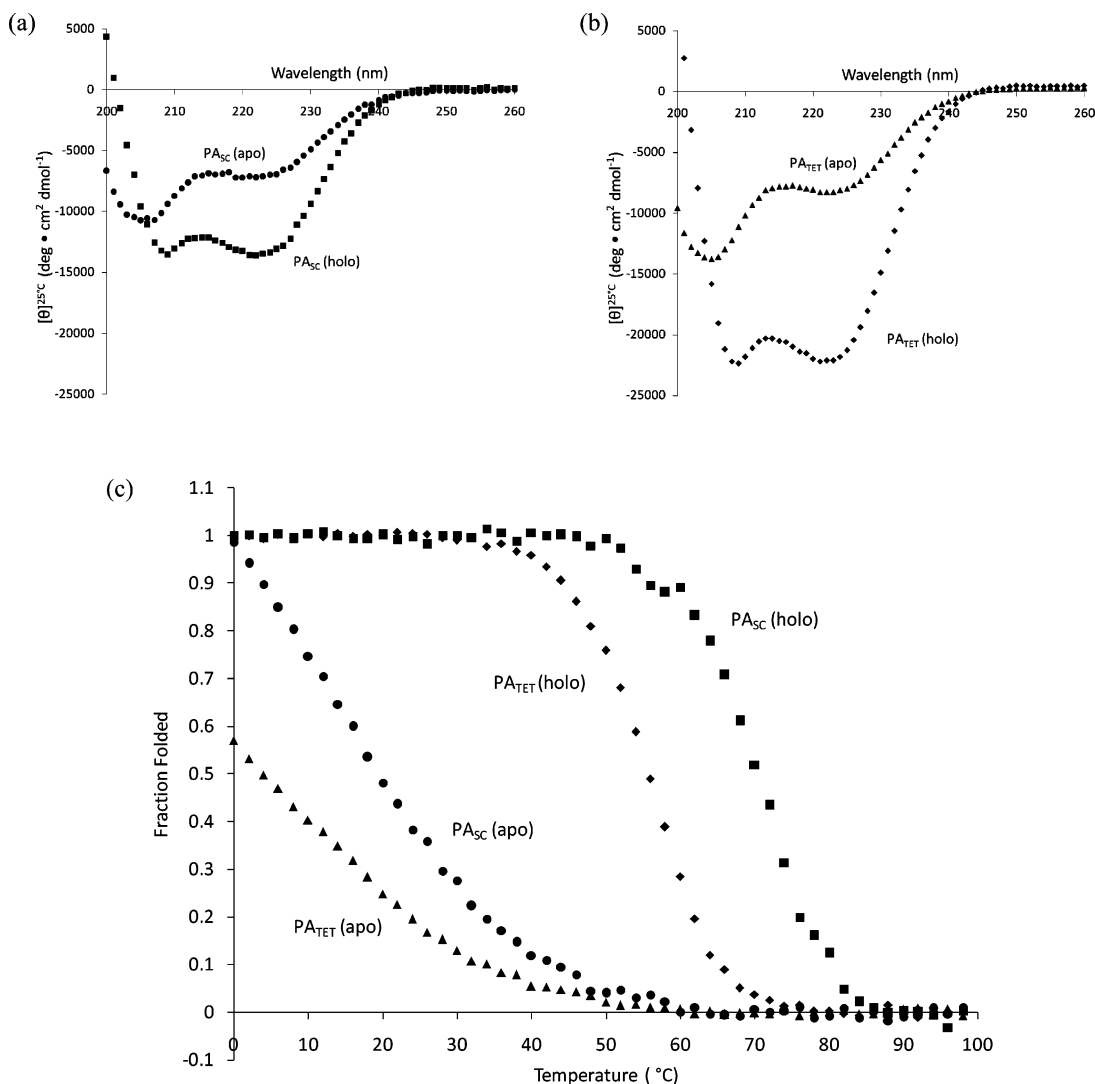 (a)
5000
0
-5000
-10000
-15000
-20000
-25000
[θ]²⁵°ᶜ (deg • cm² dmol⁻¹)
Wavelength (nm)
200 210 220 230 240 250 260
PA_SC (apo)
PA_SC (holo)
(b)
5000
0
-5000
-10000
-15000
-20000
-25000
[θ]²⁵°ᶜ (deg • cm² dmol⁻¹)
Wavelength (nm)
200 210 220 230 240 250 260
PA_TET (apo)
PA_TET (holo)
(c)
1.1
1
0.9
0.8
0.7
0.6
0.5
0.4
0.3
0.2
0.1
0
-0.1
Fraction Folded
PA_SC (holo)
PA_TET (holo)
PA_SC (apo)
PA_TET (apo)
0 10 20 30 40 50 60 70 80 90 100
Temperature ( °C)